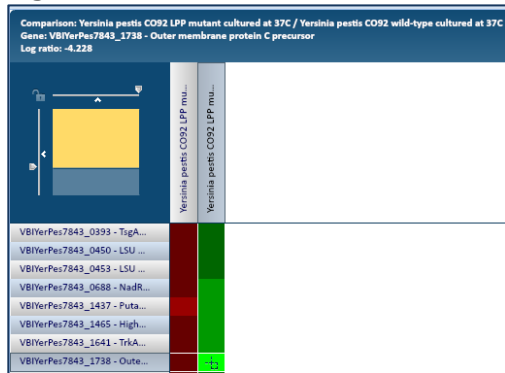 Comparison: Yersinia pestis CO92 LPP mutant cultured at 37C / Yersinia pestis CO92 wild-type cultured at 37C
Gene: VBIYerPes7843_1738 - Outer membrane protein C precursor
Log ratio: -4.228
Yersinia pestis CO92 LPP mu...
Yersinia pestis CO92 LPP mu...
VBIYerPes7843_0393 - TsgA...
VBIYerPes7843_0450 - LSU ...
VBIYerPes7843_0453 - LSU ...
VBIYerPes7843_0688 - NadR...
VBIYerPes7843_1437 - Puta...
VBIYerPes7843_1465 - High...
VBIYerPes7843_1641 - TrkA...
VBIYerPes7843_1738 - Oute...